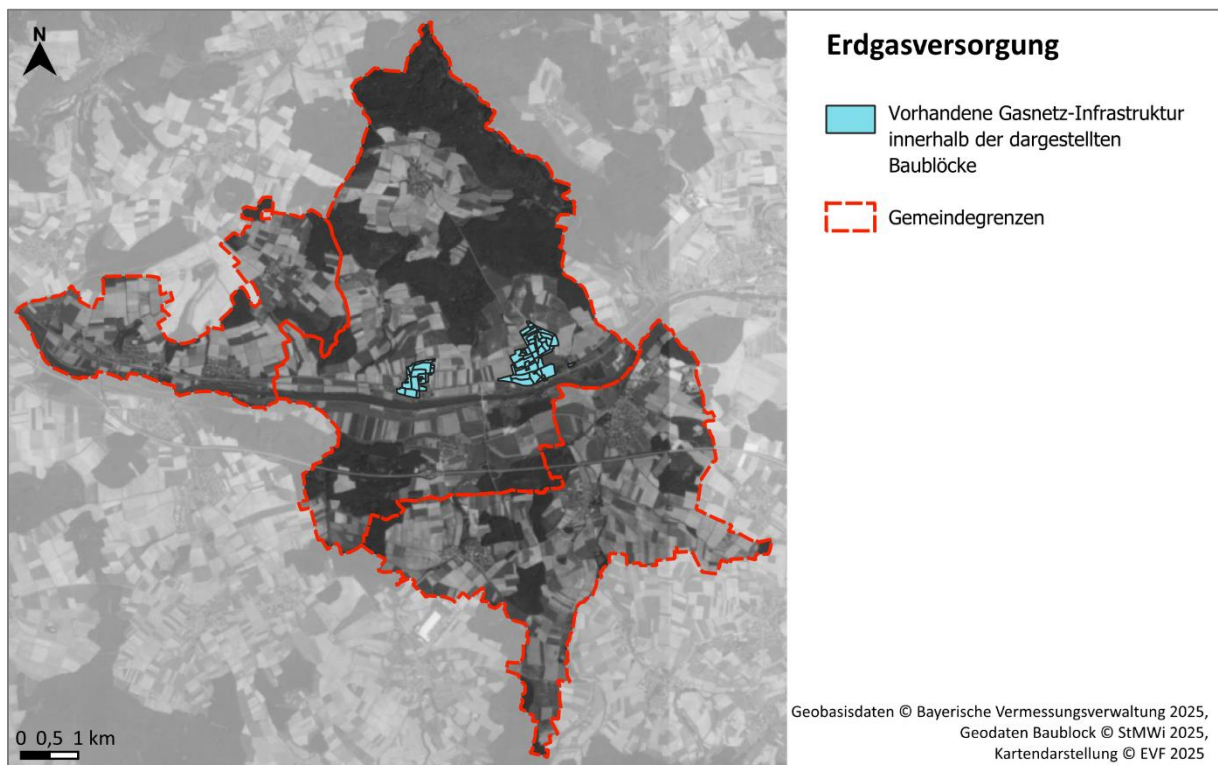 N
Erdgasversorgung
Vorhandene Gasnetz-Infrastruktur
innerhalb der dargestellten
Baublöcke
Gemeindegrenzen
0 0,5 1 km
Geobasisdaten © Bayerische Vermessungsverwaltung 2025,
Geodaten Baublock © StMWi 2025,
Kartendarstellung © EVF 2025